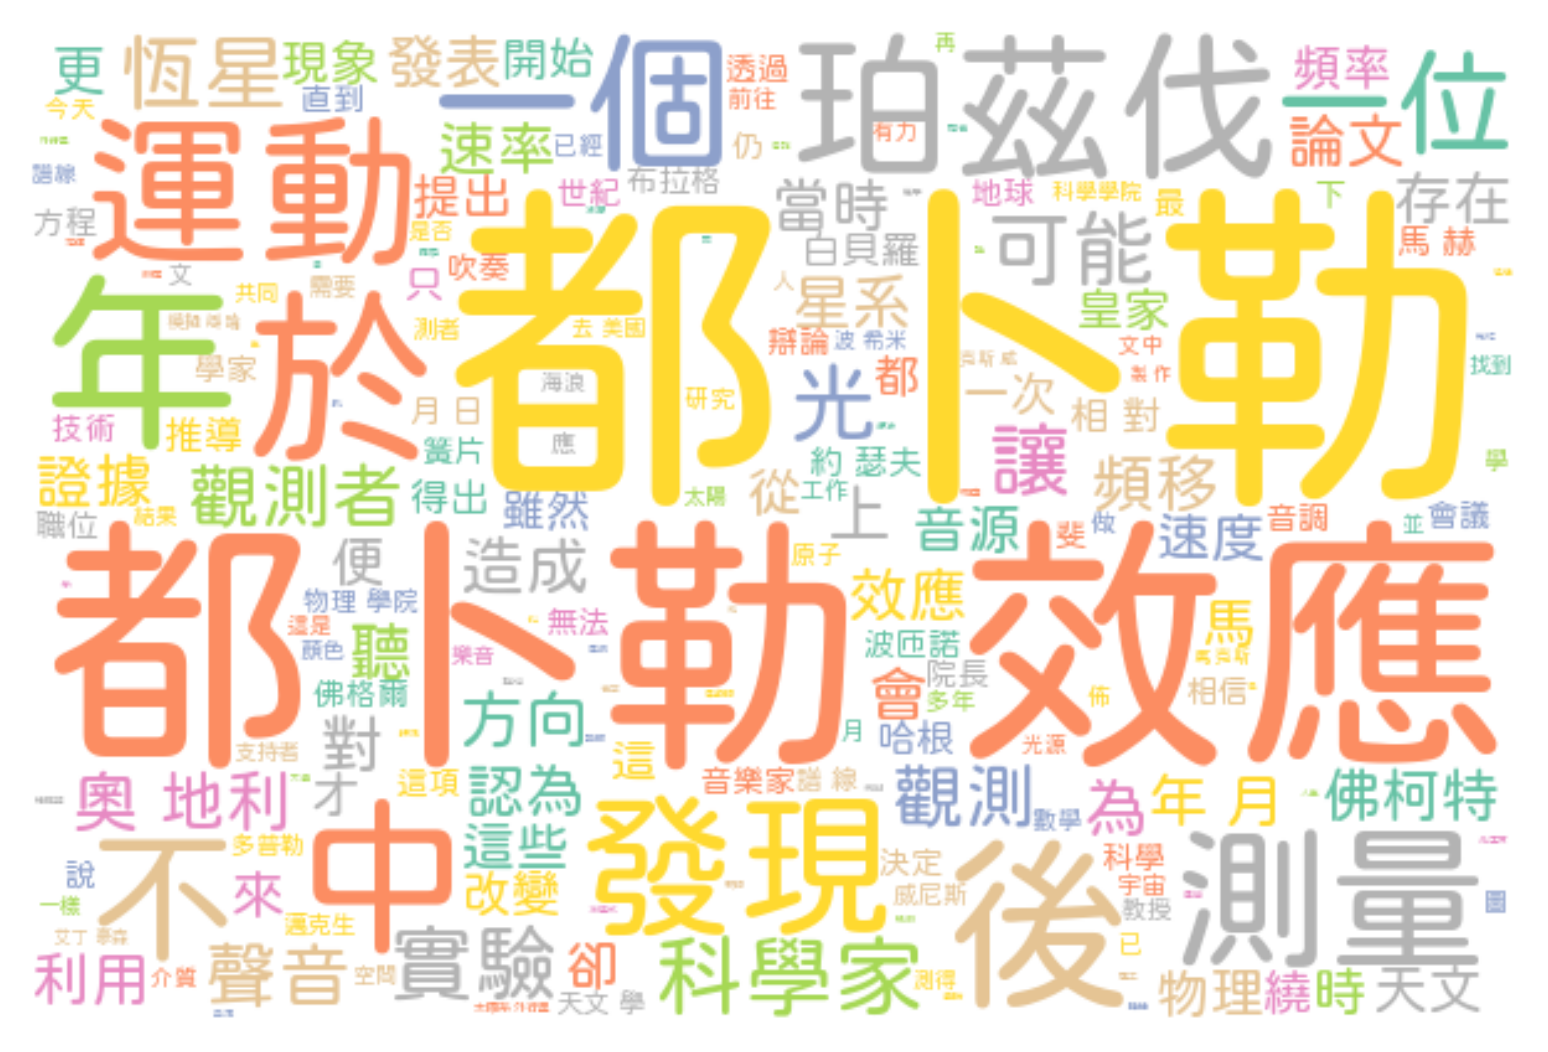 更
恆星
現象
發表
開始
一個
透過
前往
再
珀茲伐
頻率
一位
今天
直到
運動
速率
已經
仍
有力
論文
譜線
提出
世紀
布拉格
當時
地球
科學學院
最
下
存在
方程
是否
都卜勒
白貝羅
可能
馬 赫
文
需要
只
吹奏
人
星系
皇家
年
共同
於
測者
去 美國
辯論
波 希米
文中
學家
海浪
光
都
一次
製作
找到
技術
推導
月 日
研究
相 對
簧片
應
約 瑟夫
讓
頻移
學
證據
觀測者
得出
雖然
太陽
從
工作
上
職位
結果
音源
斐
做
速度
音調
並
會議
都卜勒效應
便
造成
原子
物理 學院
效應
這是
聽
無法
馬
顏色
樂音
波匝諾
馬克斯
佛格爾
院長
會
多年
相信
方向
佈
對
支持者
月
哈根
光源
這
奧 地利
才
這項
認為
音樂家
譜 線
觀測
數學
為
年 月
佛柯特
不
多普勒
中
這些
發現
決定
後
科學
測量
說
來
改變
威尼斯
宇宙
一樣
邁克生
教授
圖
聲音
實驗
卻
科學家
已
利用
介質
空間
天文 學
測得
物理
繞
時
天文